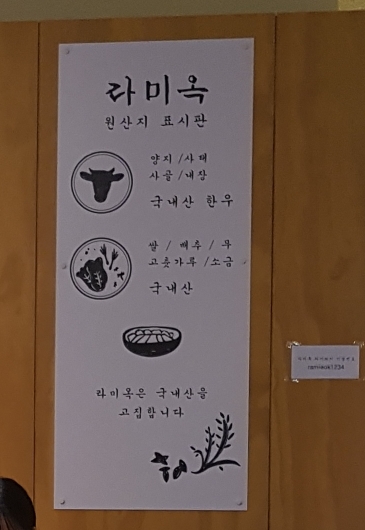 라미옥
원산지 표시판
양지 / 사태
사골 / 내장
국내산 한우
쌀 / 배추 / 무
고춧가루 / 소금
국내산
라미옥은 국내산을
고집합니다
ramieok1234